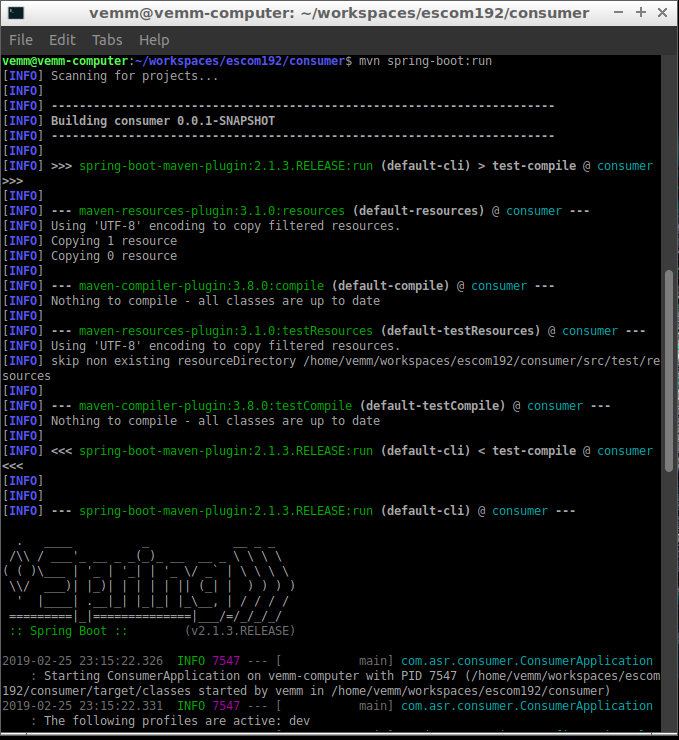 vemm@vemm-computer: ~/workspaces/escom192/consumer
File Edit Tabs Help
vemm@vemm-computer:~/workspaces/escom192/consumer$ mvn spring-boot:run
[INFO] Scanning for projects...
[INFO]
[INFO] ------------------------------------------------------------------------
[INFO] Building consumer 0.0.1-SNAPSHOT
[INFO] ------------------------------------------------------------------------
[INFO]
[INFO] >>> spring-boot-maven-plugin:2.1.3.RELEASE:run (default-cli) > test-compile @ consumer
>>>
[INFO]
[INFO] --- maven-resources-plugin:3.1.0:resources (default-resources) @ consumer ---
[INFO] Using 'UTF-8' encoding to copy filtered resources.
[INFO] Copying 1 resource
[INFO] Copying 0 resource
[INFO]
[INFO] --- maven-compiler-plugin:3.8.0:compile (default-compile) @ consumer ---
[INFO] Nothing to compile - all classes are up to date
[INFO]
[INFO] --- maven-resources-plugin:3.1.0:testResources (default-testResources) @ consumer ---
[INFO] Using 'UTF-8' encoding to copy filtered resources.
[INFO] skip non existing resourceDirectory /home/vemm/workspaces/escom192/consumer/src/test/re
sources
[INFO]
[INFO] --- maven-compiler-plugin:3.8.0:testCompile (default-testCompile) @ consumer ---
[INFO] Nothing to compile - all classes are up to date
[INFO]
[INFO] <<< spring-boot-maven-plugin:2.1.3.RELEASE:run (default-cli) < test-compile @ consumer
<<<
[INFO]
[INFO]
[INFO] --- spring-boot-maven-plugin:2.1.3.RELEASE:run (default-cli) @ consumer ---

  .   ____          _            __ _ _
 /\\ / ___'_ __ _ _(_)_ __  __ _ \ \ \ \
( ( )\___ | '_ | '_| | '_ \/ _` | \ \ \ \
 \\/  ___)| |_)| | | | | || (_| |  ) ) ) )
  '  |____| .__|_| |_|_| |_\__, | / / / /
 =========|_|==============|___/=/_/_/_/
 :: Spring Boot ::        (v2.1.3.RELEASE)

2019-02-25 23:15:22.326  INFO 7547 --- [           main] com.asr.consumer.ConsumerApplication
    : Starting ConsumerApplication on vemm-computer with PID 7547 (/home/vemm/workspaces/escom
192/consumer/target/classes started by vemm in /home/vemm/workspaces/escom192/consumer)
2019-02-25 23:15:22.331  INFO 7547 --- [           main] com.asr.consumer.ConsumerApplication
    : The following profiles are active: dev